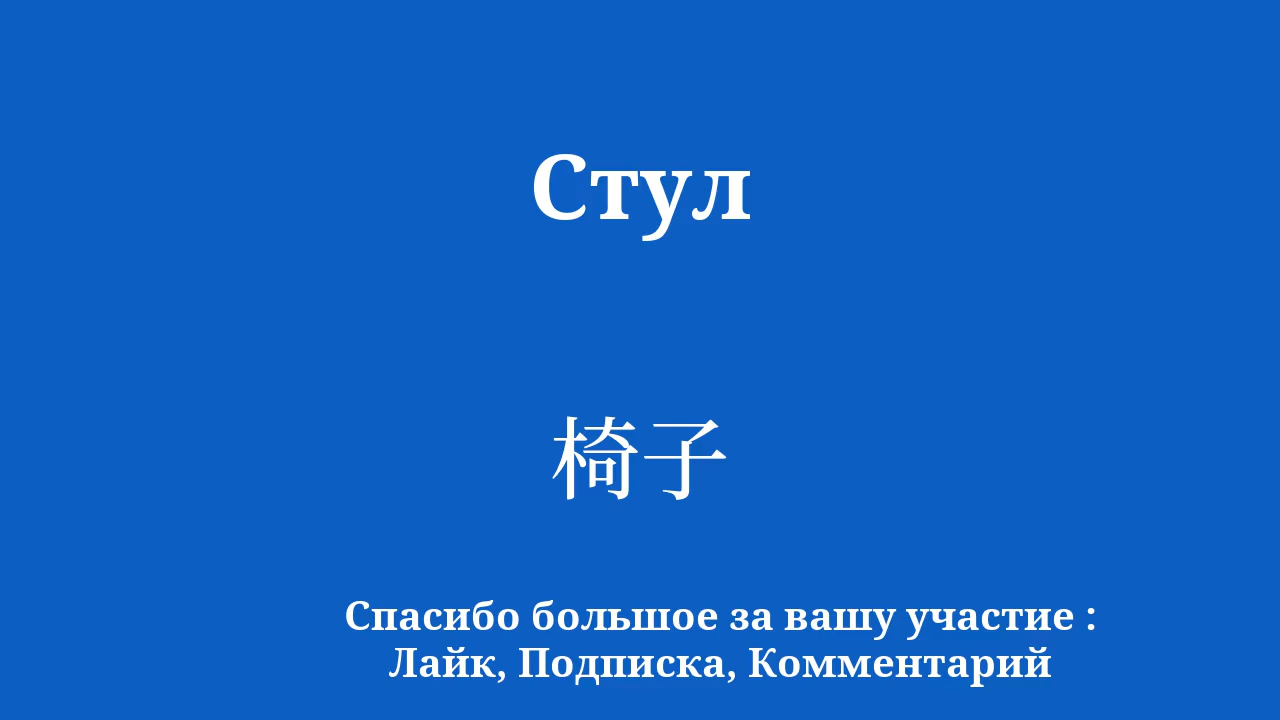 Стул
椅子
Спасибо большое за вашу участие :
Лайк, Подписка, Комментарий